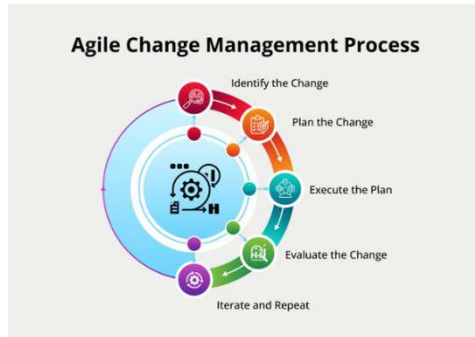 Agile Change Management Process
Identify the Change
Plan the Change
Execute the Plan
Evaluate the Change
Iterate and Repeat